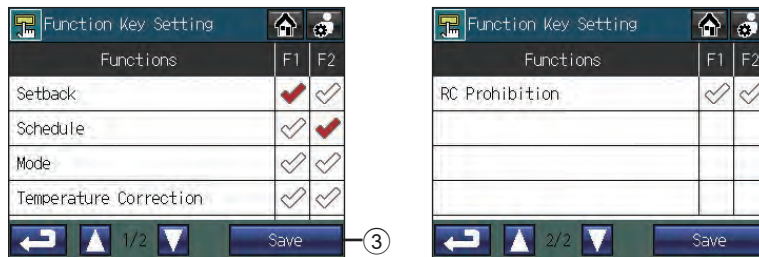 Function Key Setting
Functions F1 F2
Setback
Schedule
Mode
Temperature Correction
1/2 Save
③
Function Key Setting
Functions F1 F2
RC Prohibition
2/2 Save